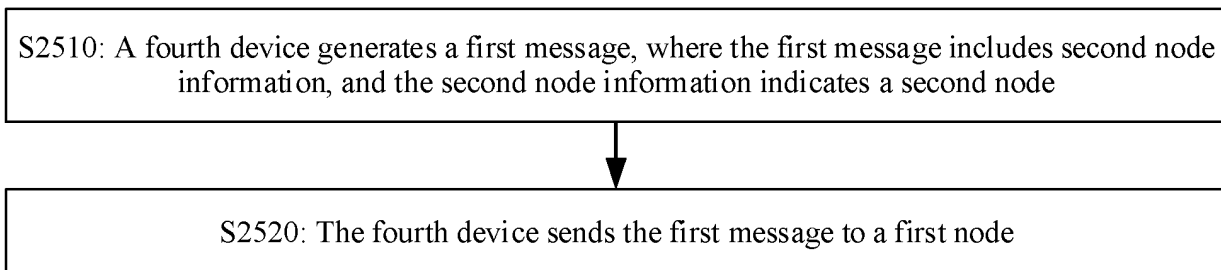 S2510: A fourth device generates a first message, where the first message includes second node
information, and the second node information indicates a second node
S2520: The fourth device sends the first message to a first node